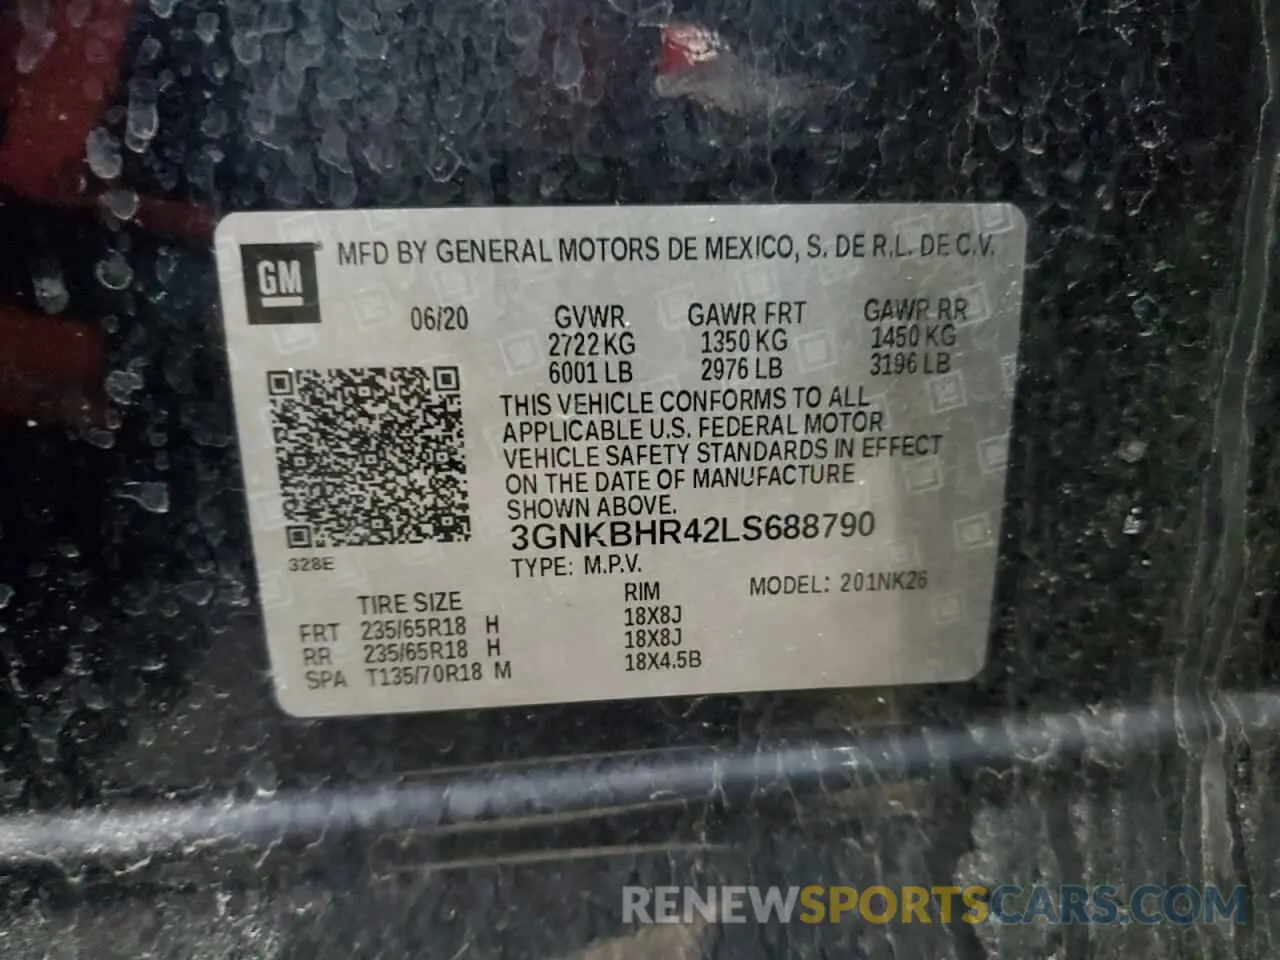 GM
MFD BY GENERAL MOTORS DE MEXICO, S. DE R.L. DE C.V.
06/20 GVWR GAWR FRT GAWR RR
2722 KG 1350 KG 1450 KG
6001 LB 2976 LB 3196 LB
THIS VEHICLE CONFORMS TO ALL
APPLICABLE U.S. FEDERAL MOTOR
VEHICLE SAFETY STANDARDS IN EFFECT
ON THE DATE OF MANUFACTURE
SHOWN ABOVE.
3GNKBHR42LS688790
328E
TYPE: M.P.V.
MODEL: 201NK26
TIRE SIZE RIM
FRT 235/65R18 H 18X8J
RR 235/65R18 H 18X8J
SPA T135/70R18 M 18X4.5B
RENEWSPORTSCARS.COM